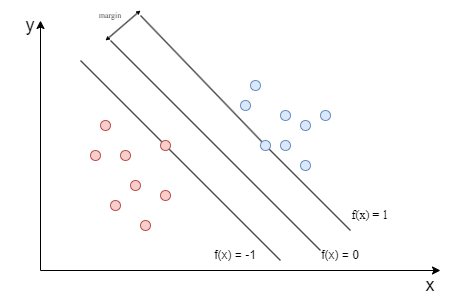 margin
y
f(x) = 1
f(x) = -1
f(x) = 0
x